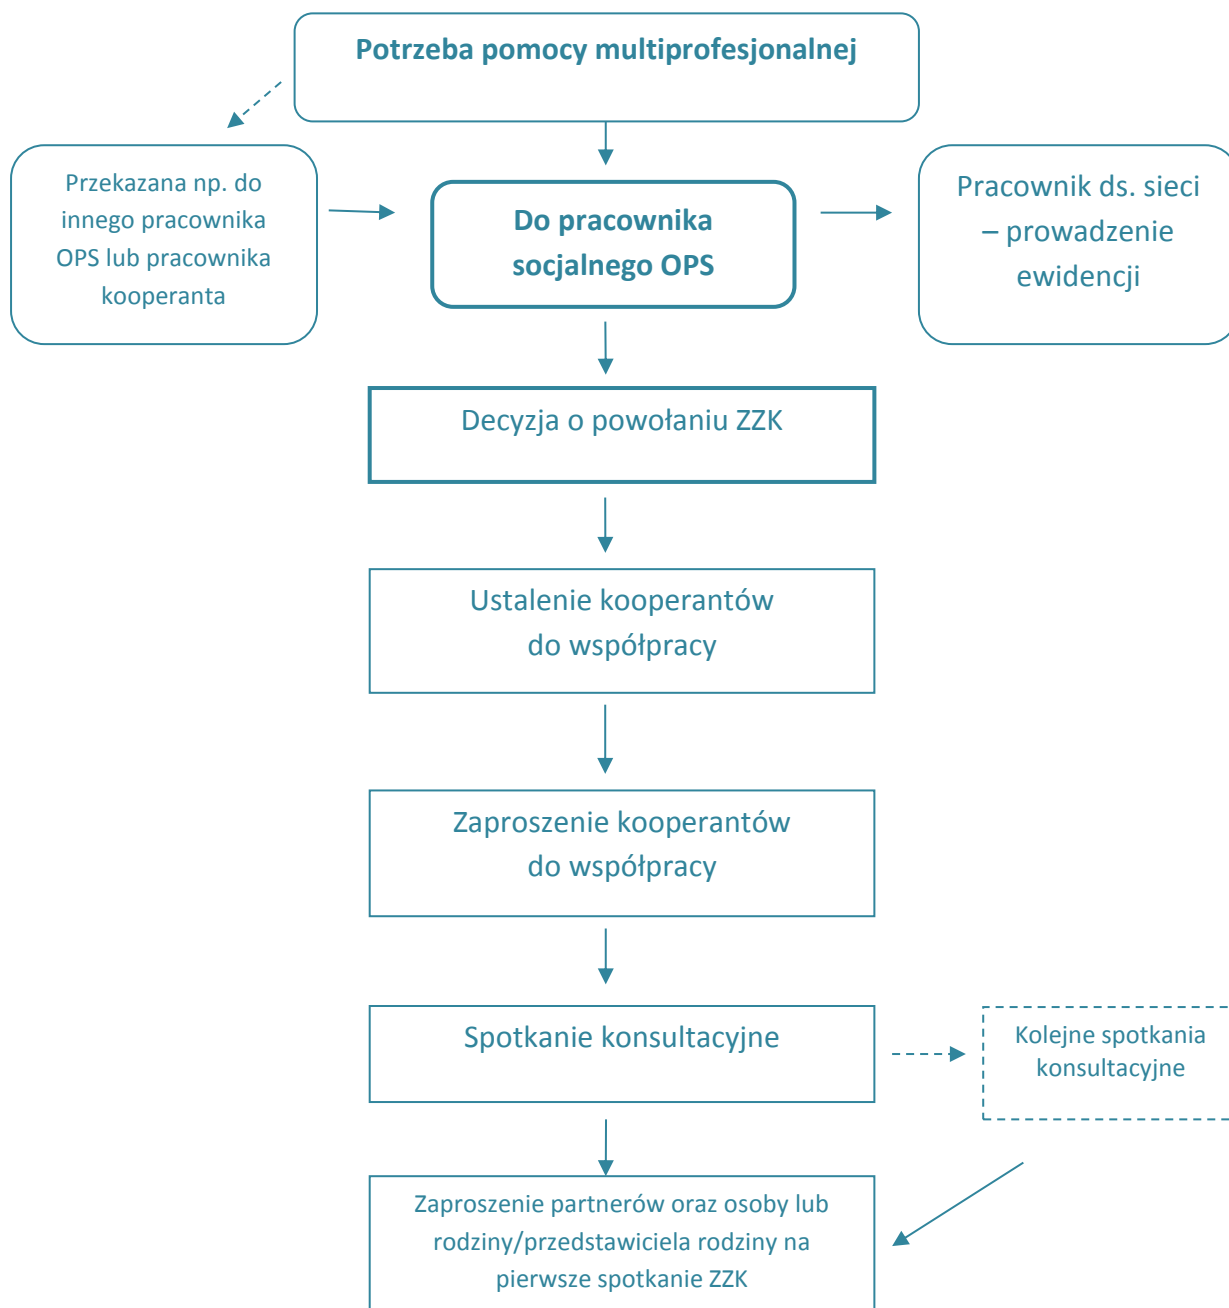 Potrzeba pomocy multiprofesjonalnej
Przekazana np. do
innego pracownika
OPS lub pracownika
kooperanta
Do pracownika
socjalnego OPS
Pracownik ds. sieci
– prowadzenie
ewidencji
Decyzja o powołaniu ZZK
Ustalenie kooperantów
do współpracy
Zaproszenie kooperantów
do współpracy
Spotkanie konsultacyjne
Kolejne spotkania
konsultacyjne
Zaproszenie partnerów oraz osoby lub
rodziny/przedstawiciela rodziny na
pierwsze spotkanie ZZK